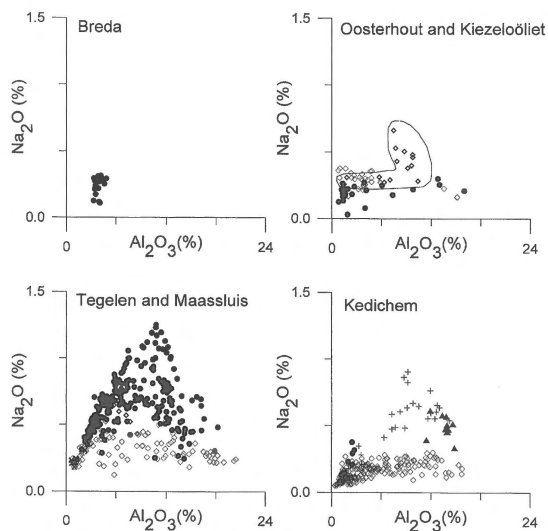 Breda
1.5
Na2O (%)
0.0
0
Al2O3(%)
24
Oosterhout and Kiezeloöliet
1.5
Na2O (%)
0.0
0
Al2O3(%)
24
Tegelen and Maassluis
1.5
Na2O (%)
0.0
0
Al2O3(%)
24
Kedichem
1.5
Na2O (%)
0.0
0
Al2O3(%)
24